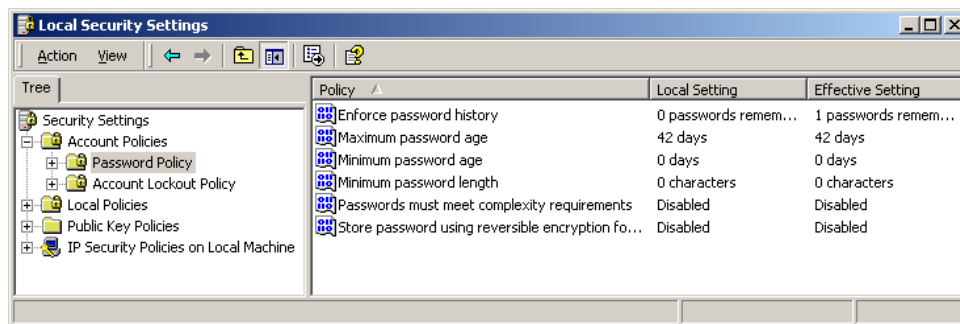 Local Security Settings
Action View
Tree
Security Settings
Account Policies
Password Policy
Account Lockout Policy
Local Policies
Public Key Policies
IP Security Policies on Local Machine
Policy Local Setting Effective Setting
Enforce password history 0 passwords remem... 1 passwords remem...
Maximum password age 42 days 42 days
Minimum password age 0 days 0 days
Minimum password length 0 characters 0 characters
Passwords must meet complexity requirements Disabled Disabled
Store password using reversible encryption fo... Disabled Disabled